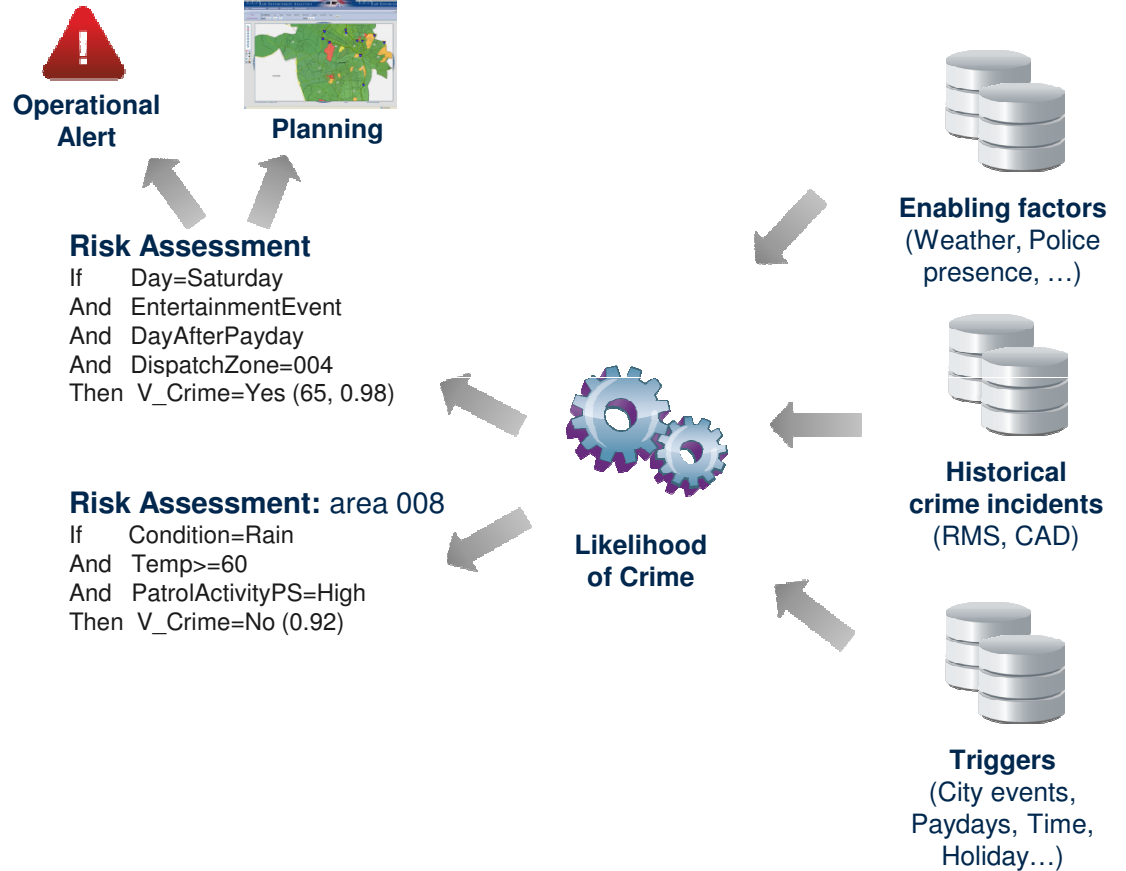 Operational
Alert
Planning
Risk Assessment
If Day=Saturday
And EntertainmentEvent
And DayAfterPayday
And DispatchZone=004
Then V_Crime=Yes (65, 0.98)
Risk Assessment: area 008
If Condition=Rain
And Temp>=60
And PatrolActivityPS=High
Then V_Crime=No (0.92)
Likelihood
of Crime
Enabling factors
(Weather, Police
presence, …)
Historical
crime incidents
(RMS, CAD)
Triggers
(City events,
Paydays, Time,
Holiday…)